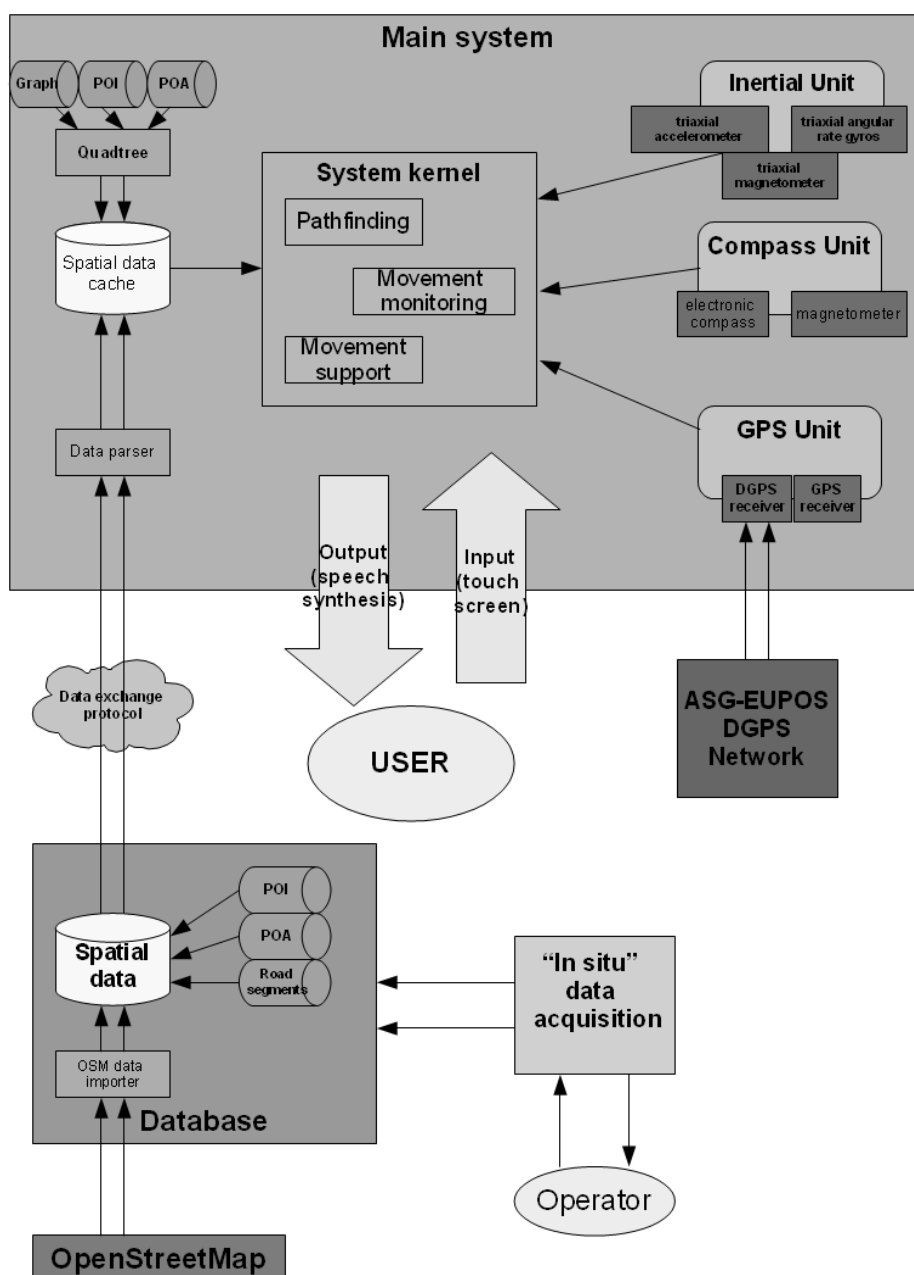 Main system
Graph
POI
POA
Quadtree
Spatial data
cache
Data parser
System kernel
Pathfinding
Movement
monitoring
Movement
support
Inertial Unit
triaxial
accelerometer
triaxial angular
rate gyros
triaxial
magnetometer
Compass Unit
electronic
compass
magnetometer
GPS Unit
DGPS
receiver
GPS
receiver
Output
(speech
synthesis)
Input
(touch
screen)
Data exchange
protocol
USER
ASG-EUPOS
DGPS
Network
POI
POA
Road
segments
Spatial
data
OSM data
importer
Database
“In situ”
data
acquisition
Operator
OpenStreetMap